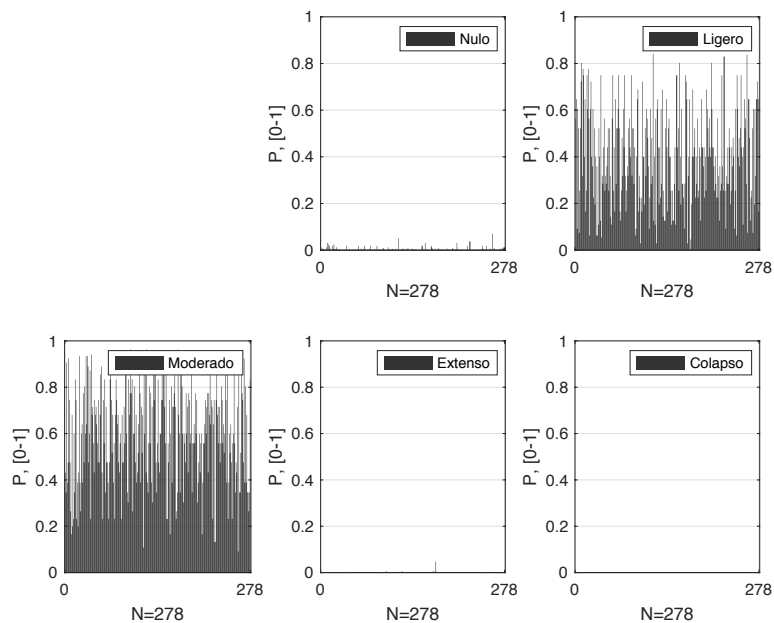 1
Nulo
0.8
0.6
P, [0-1]
0.4
0.2
0
0 278
N=278
1
Ligero
0.8
0.6
P, [0-1]
0.4
0.2
0
0 278
N=278
1
Moderado
0.8
0.6
P, [0-1]
0.4
0.2
0
0 278
N=278
1
Extenso
0.8
0.6
P, [0-1]
0.4
0.2
0
0 278
N=278
1
Colapso
0.8
0.6
P, [0-1]
0.4
0.2
0
0 278
N=278